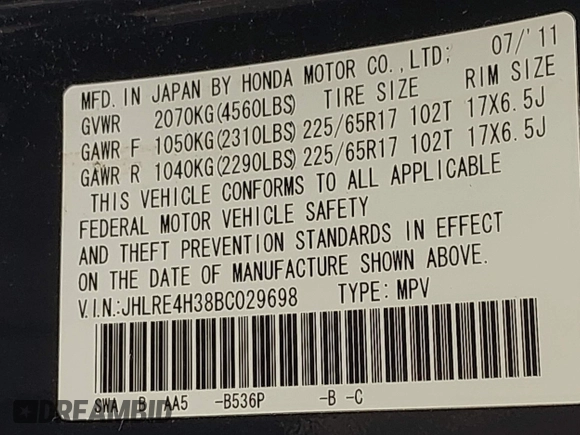 MFD. IN JAPAN BY HONDA MOTOR CO.,LTD; 07/'11
GVWR 2070KG(4560LBS) TIRE SIZE RIM SIZE
GAWR F 1050KG(2310LBS) 225/65R17 102T 17X6.5J
GAWR R 1040KG(2290LBS) 225/65R17 102T 17X6.5J
THIS VEHICLE CONFORMS TO ALL APPLICABLE
FEDERAL MOTOR VEHICLE SAFETY
AND THEFT PREVENTION STANDARDS IN EFFECT
ON THE DATE OF MANUFACTURE SHOWN ABOVE.
V.I.N:JHLRE4H38BC029698 TYPE: MPV
SWA B AA5 -B536P -B -C
DREAMBID